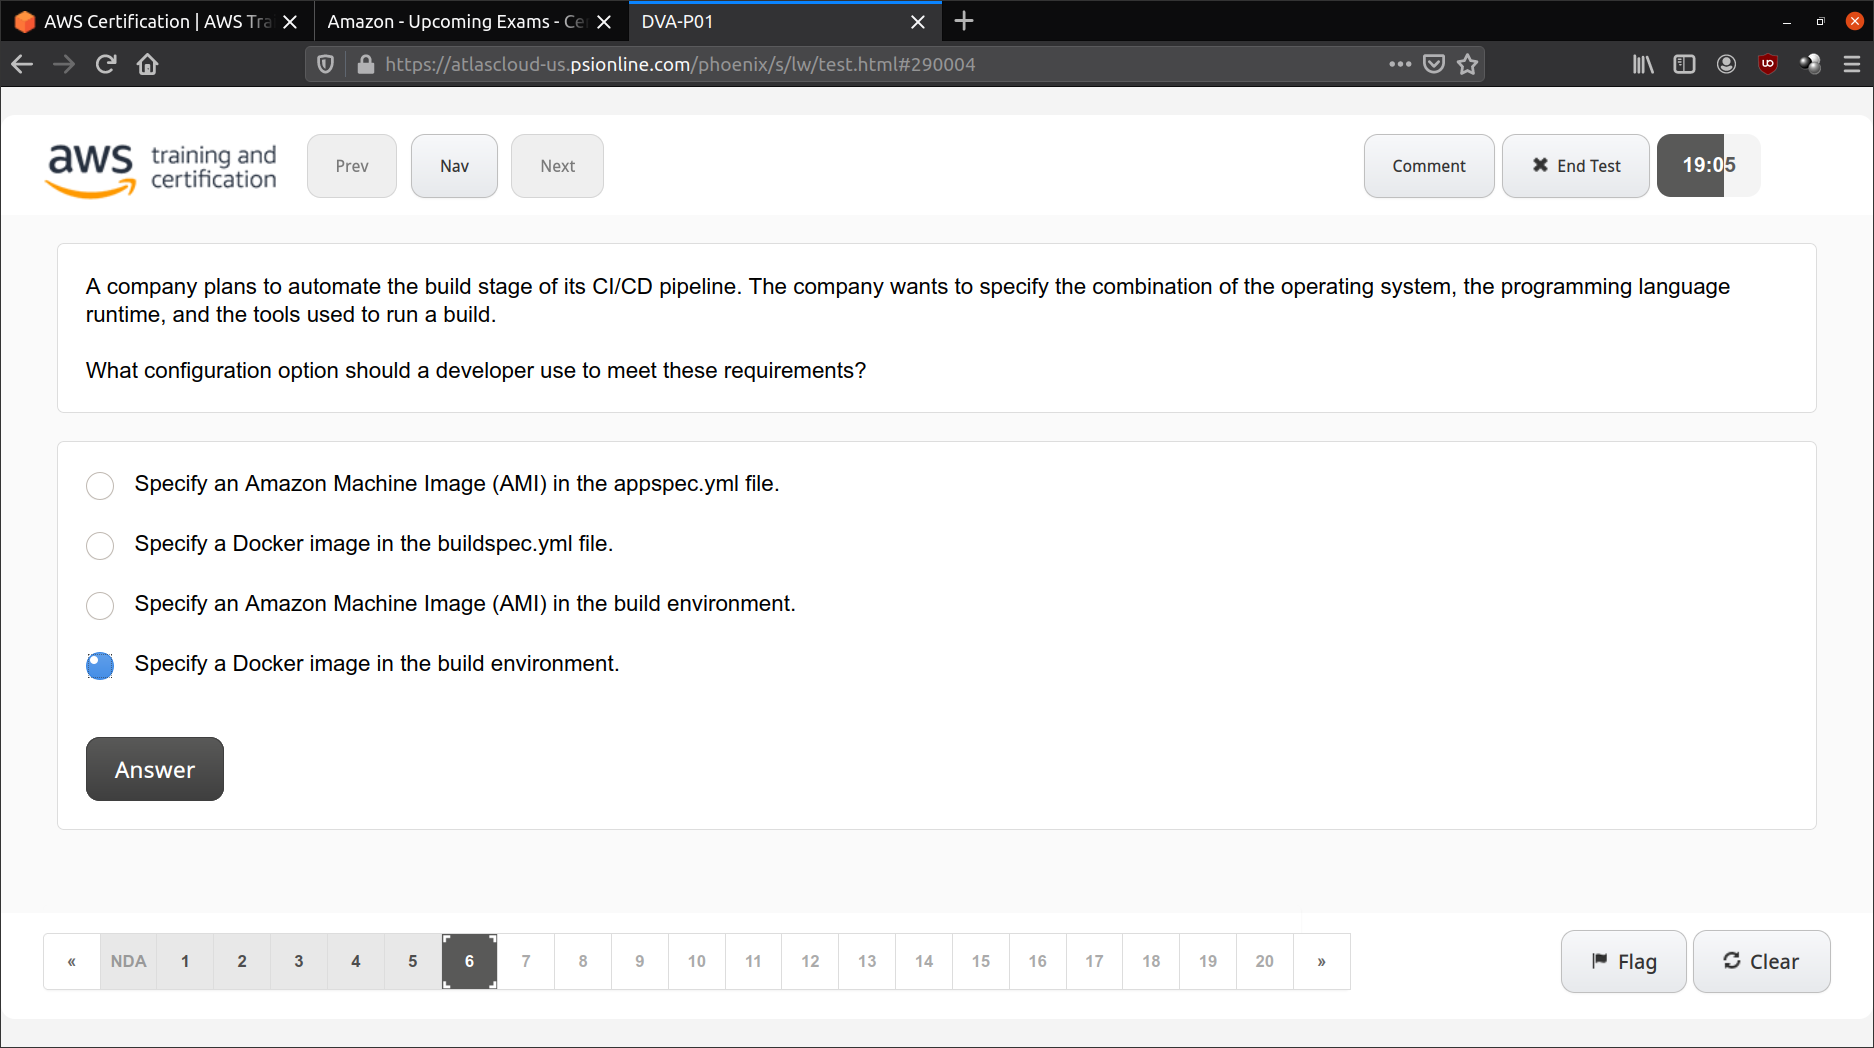 AWS Certification | AWS Tra
Amazon - Upcoming Exams - Ce
DVA-P01
https://atlascloud-us.psionline.com/phoenix/s/lw/test.html#290004
aws training and certification
Prev
Nav
Next
Comment
✖ End Test
19:05
A company plans to automate the build stage of its CI/CD pipeline. The company wants to specify the combination of the operating system, the programming language
runtime, and the tools used to run a build.
What configuration option should a developer use to meet these requirements?
Specify an Amazon Machine Image (AMI) in the appspec.yml file.
Specify a Docker image in the buildspec.yml file.
Specify an Amazon Machine Image (AMI) in the build environment.
Specify a Docker image in the build environment.
Answer
« NDA 1 2 3 4 5 6 7 8 9 10 11 12 13 14 15 16 17 18 19 20 »
Flag
Clear